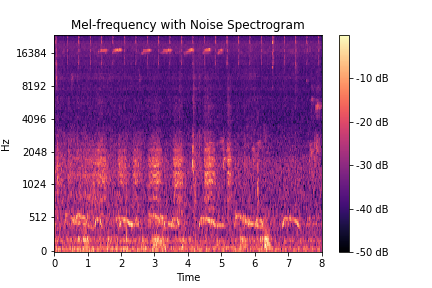 Mel-frequency with Noise Spectrogram
16384
8192
4096
2048
1024
512
0
Hz
0 1 2 3 4 5 6 7 8
Time
-10 dB
-20 dB
-30 dB
-40 dB
-50 dB